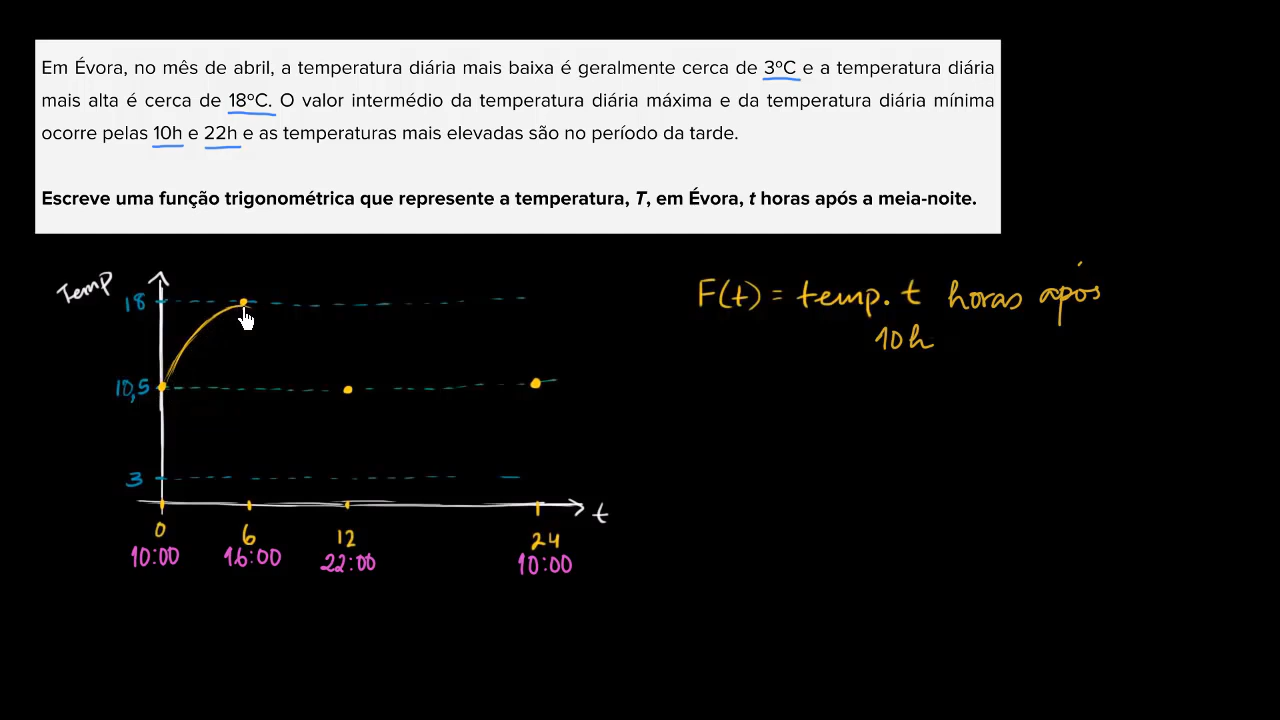 Em Évora, no mês de abril, a temperatura diária mais baixa é geralmente cerca de 3ºC e a temperatura diária
mais alta é cerca de 18ºC. O valor intermédio da temperatura diária máxima e da temperatura diária mínima
ocorre pelas 10h e 22h e as temperaturas mais elevadas são no período da tarde.
Escreve uma função trigonométrica que represente a temperatura, T, em Évora, t horas após a meia-noite.
Temp
18
10,5
3
t
0 6 12 24
10:00 16:00 22:00 10:00
F(t) = temp. t horas após
10h